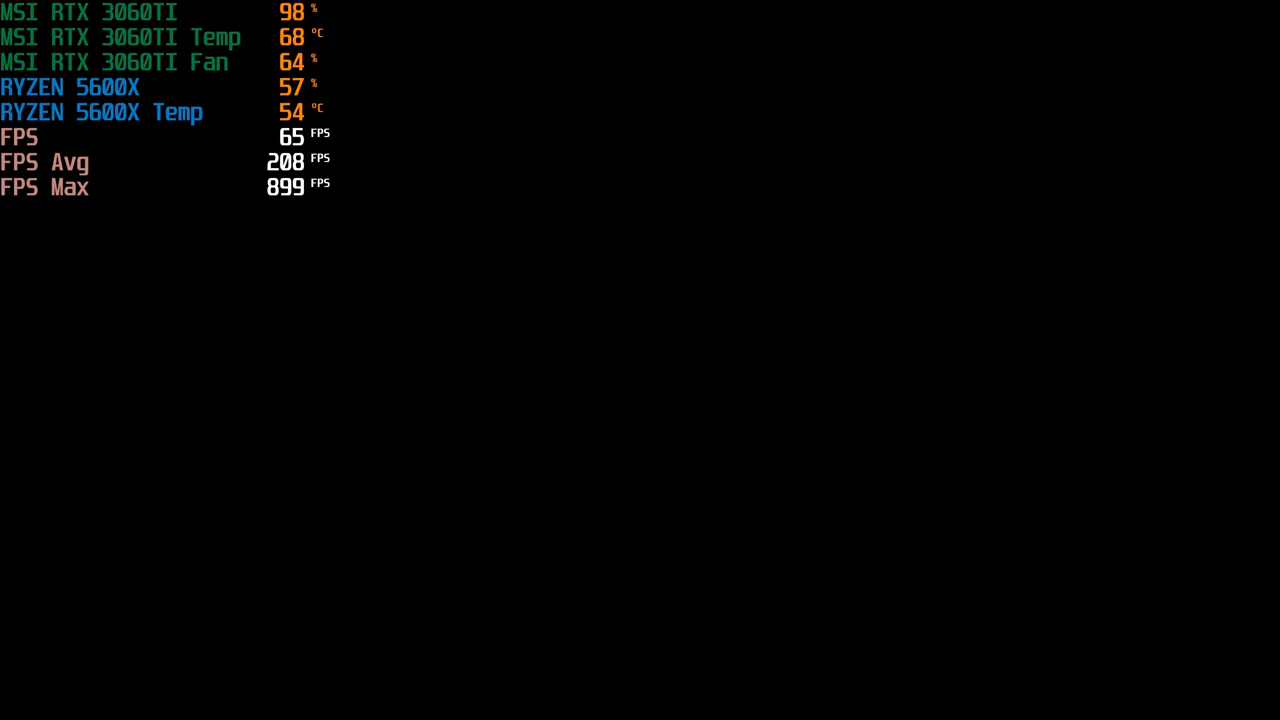 MSI RTX 3060TI 98 %
MSI RTX 3060TI Temp 68 °C
MSI RTX 3060TI Fan 64 %
RYZEN 5600X 57 %
RYZEN 5600X Temp 54 °C
FPS 65 FPS
FPS Avg 208 FPS
FPS Max 899 FPS